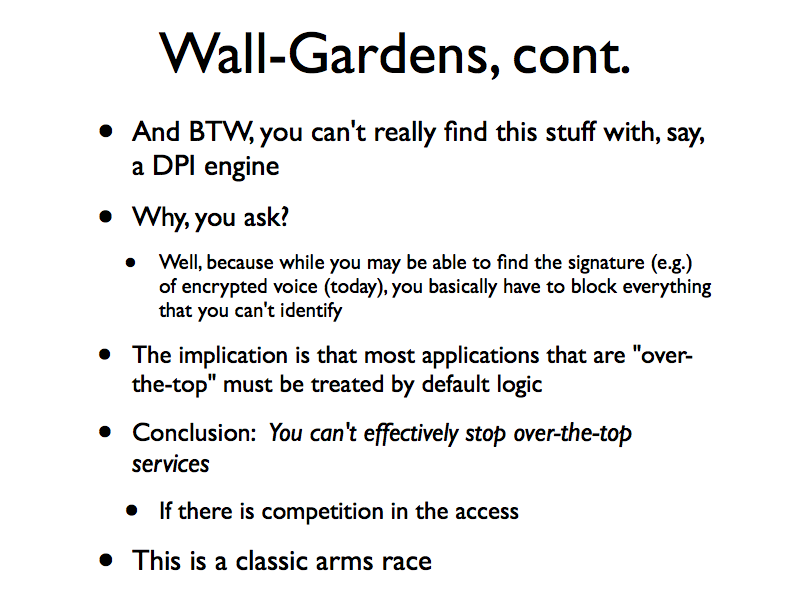 Wall-Gardens, cont.
• And BTW, you can't really find this stuff with, say,
a DPI engine
• Why, you ask?
• Well, because while you may be able to find the signature (e.g.)
of encrypted voice (today), you basically have to block everything
that you can't identify
• The implication is that most applications that are "over-
the-top" must be treated by default logic
• Conclusion: You can't effectively stop over-the-top
services
• If there is competition in the access
• This is a classic arms race